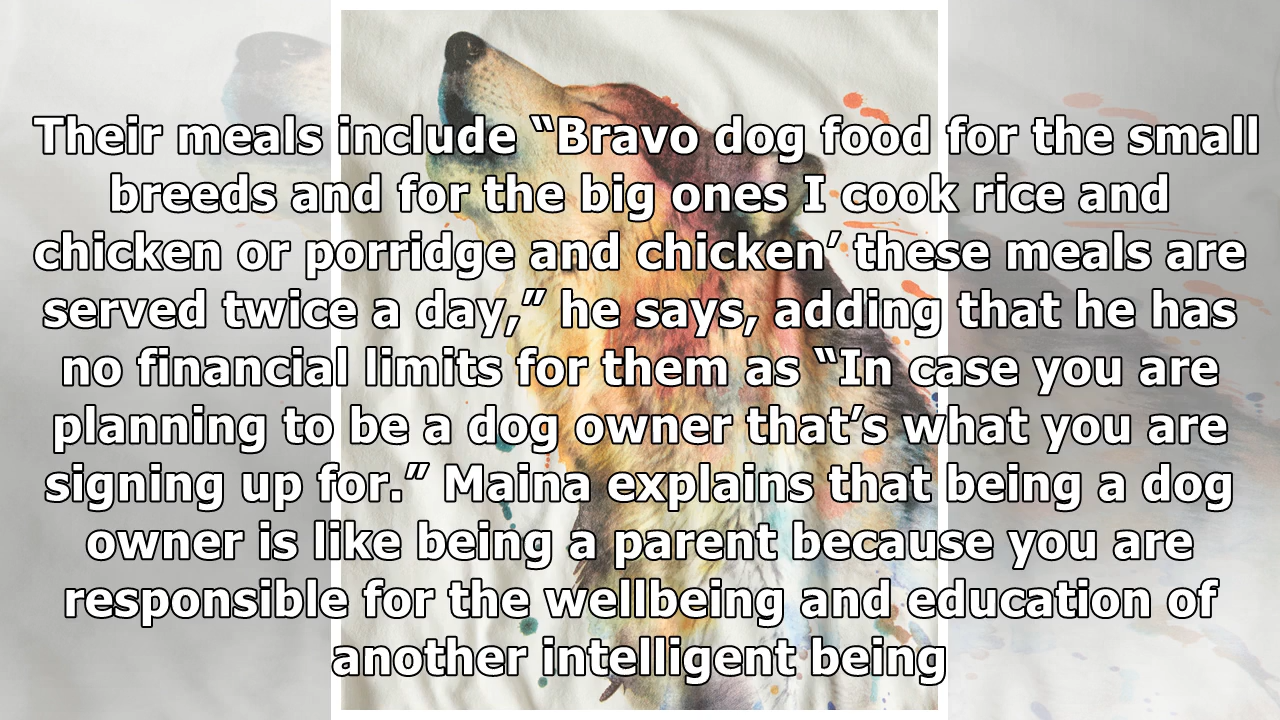 Their meals include “Bravo dog food for the small
breeds and for the big ones I cook rice and
chicken or porridge and chicken’ these meals are
served twice a day,” he says, adding that he has
no financial limits for them as “In case you are
planning to be a dog owner that’s what you are
signing up for.” Maina explains that being a dog
owner is like being a parent because you are
responsible for the wellbeing and education of
another intelligent being